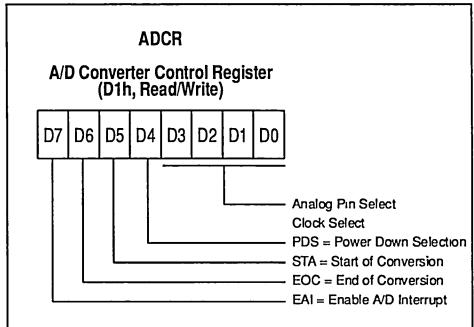 ADCR
A/D Converter Control Register
(D1h, Read/Write)
D7 D6 D5 D4 D3 D2 D1 D0
Analog Pin Select
Clock Select
PDS = Power Down Selection
STA = Start of Conversion
EOC = End of Conversion
EAI = Enable A/D Interrupt